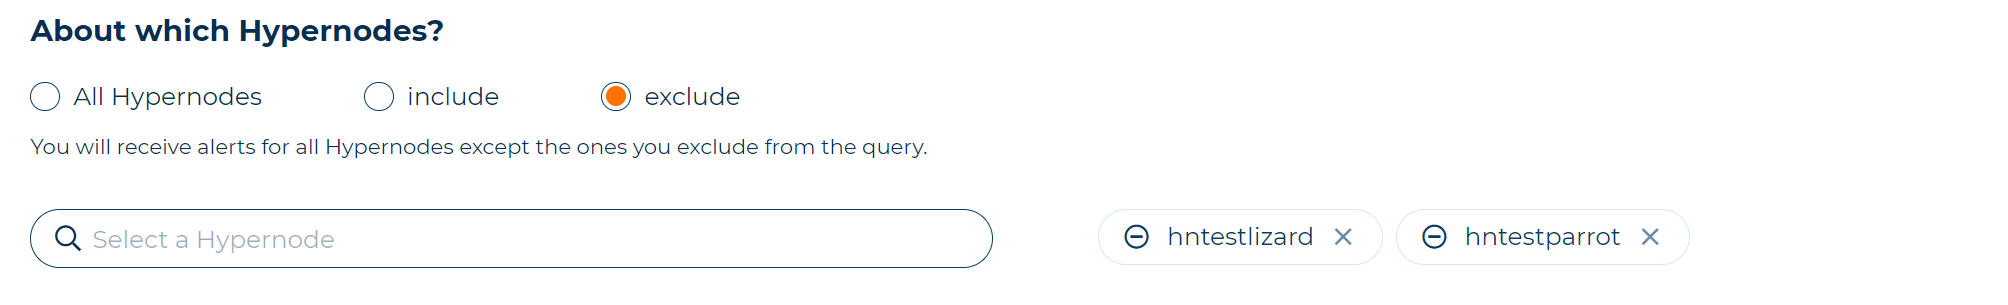 About which Hypernodes?
All Hypernodes include exclude
You will receive alerts for all Hypernodes except the ones you exclude from the query.
Select a Hypernode hntestlizard hntestparrot